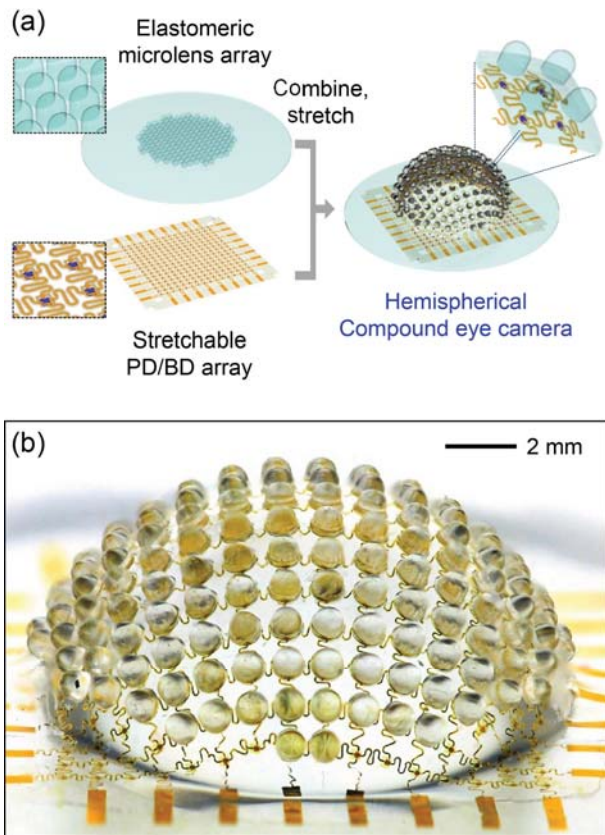 (a)
Elastomeric
microlens array
Combine,
stretch
Stretchable
PD/BD array
Hemispherical
Compound eye camera
(b)
2 mm